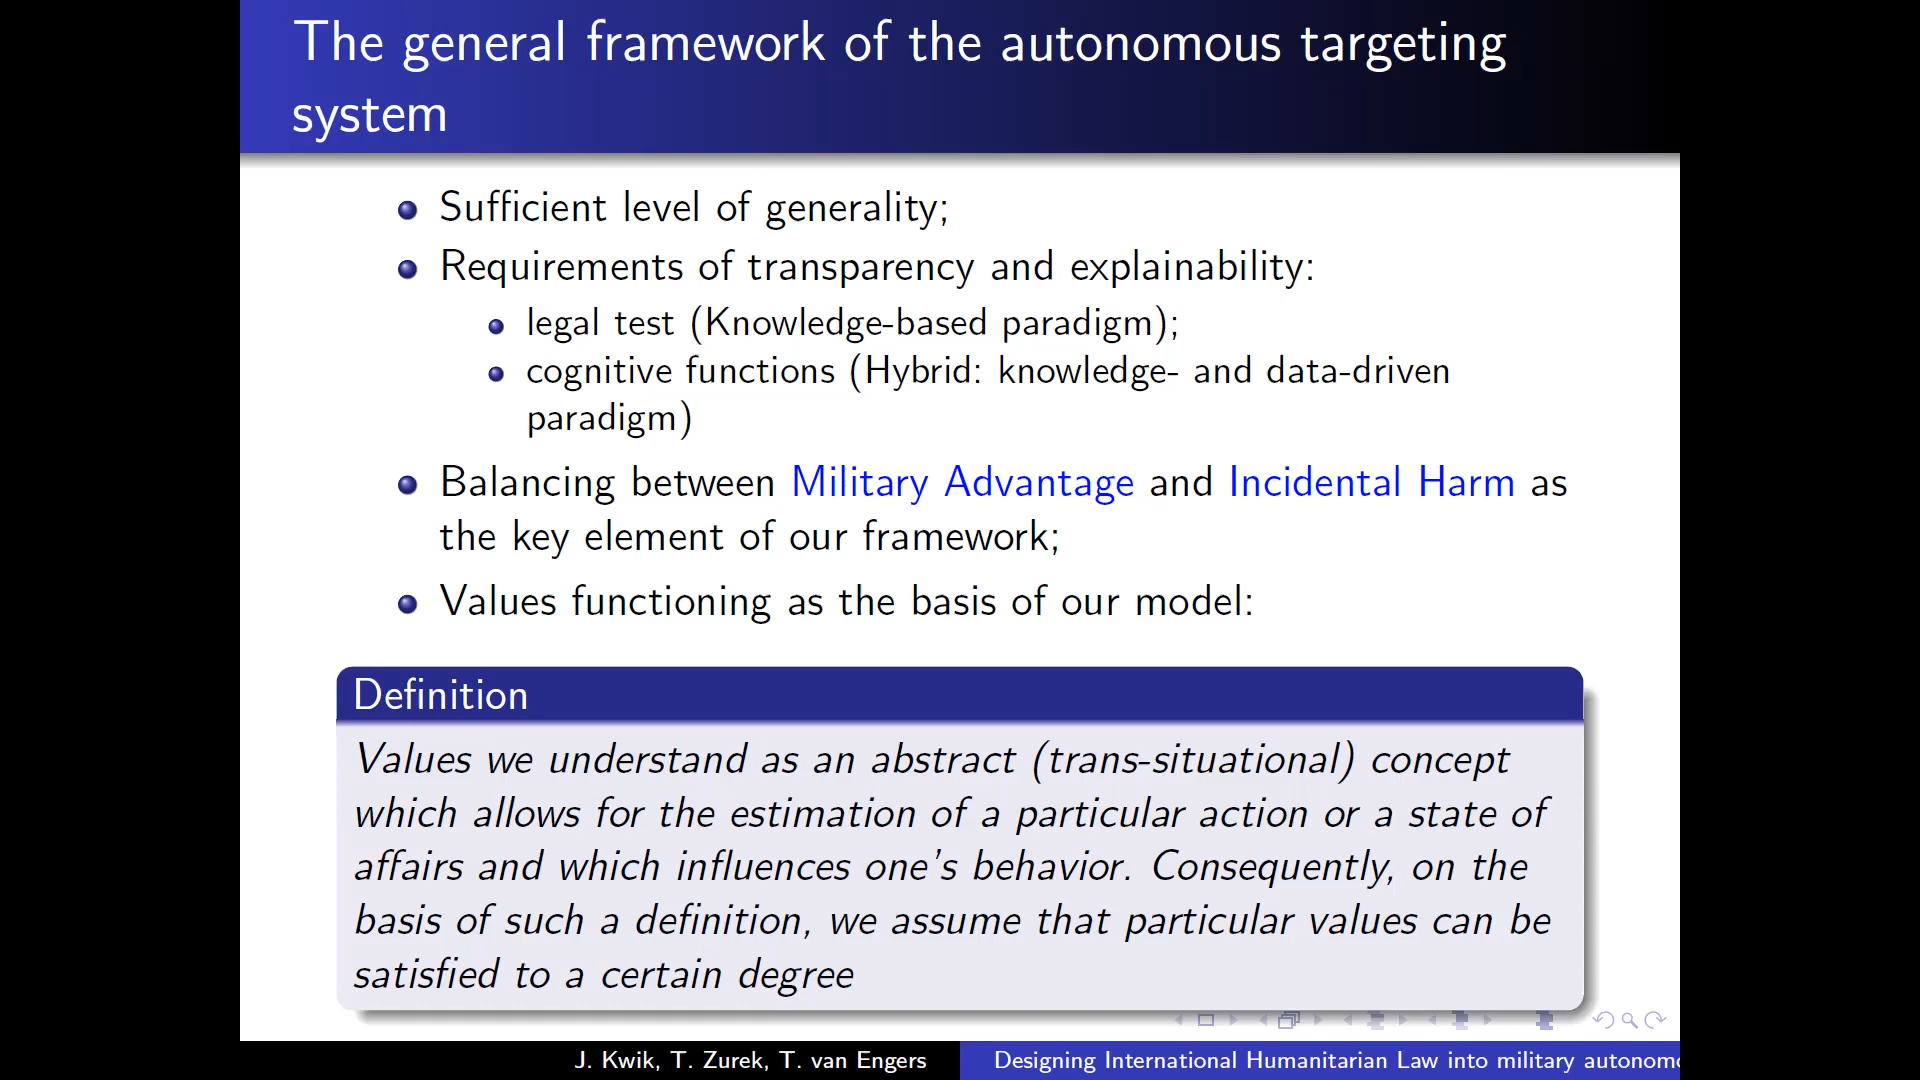 The general framework of the autonomous targeting
system
Sufficient level of generality;
Requirements of transparency and explainability:
legal test (Knowledge-based paradigm);
cognitive functions (Hybrid: knowledge- and data-driven
paradigm)
Balancing between Military Advantage and Incidental Harm as
the key element of our framework;
Values functioning as the basis of our model:
Definition
Values we understand as an abstract (trans-situational) concept
which allows for the estimation of a particular action or a state of
affairs and which influences one's behavior. Consequently, on the
basis of such a definition, we assume that particular values can be
satisfied to a certain degree
J. Kwik, T. Zurek, T. van Engers
Designing International Humanitarian Law into military